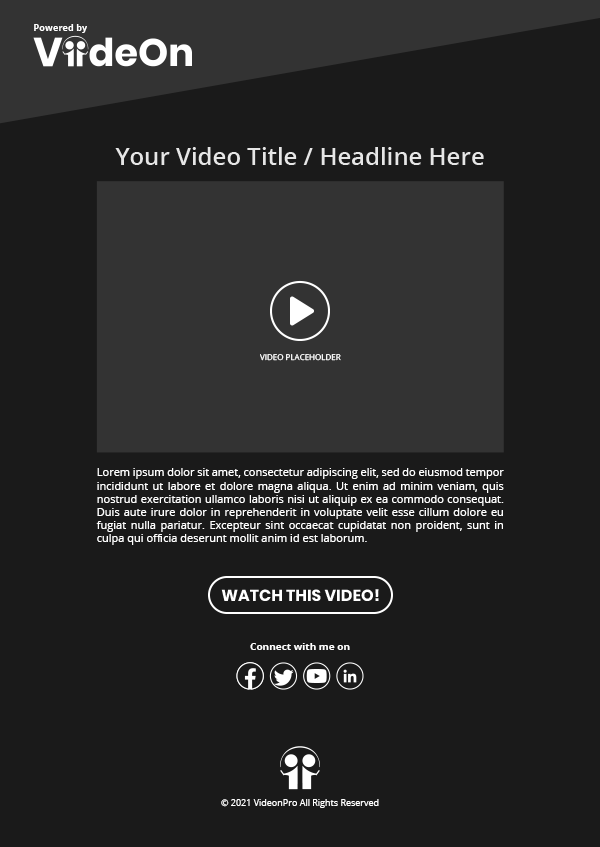 Powered by
ViideOn
Your Video Title / Headline Here
VIDEO PLACEHOLDER
Lorem ipsum dolor sit amet, consectetur adipiscing elit, sed do eiusmod tempor
incididunt ut labore et dolore magna aliqua. Ut enim ad minim veniam, quis
nostrud exercitation ullamco laboris nisi ut aliquip ex ea commodo consequat.
Duis aute irure dolor in reprehenderit in voluptate velit esse cillum dolore eu
fugiat nulla pariatur. Excepteur sint occaecat cupidatat non proident, sunt in
culpa qui officia deserunt mollit anim id est laborum.
WATCH THIS VIDEO!
Connect with me on
© 2021 VideonPro All Rights Reserved